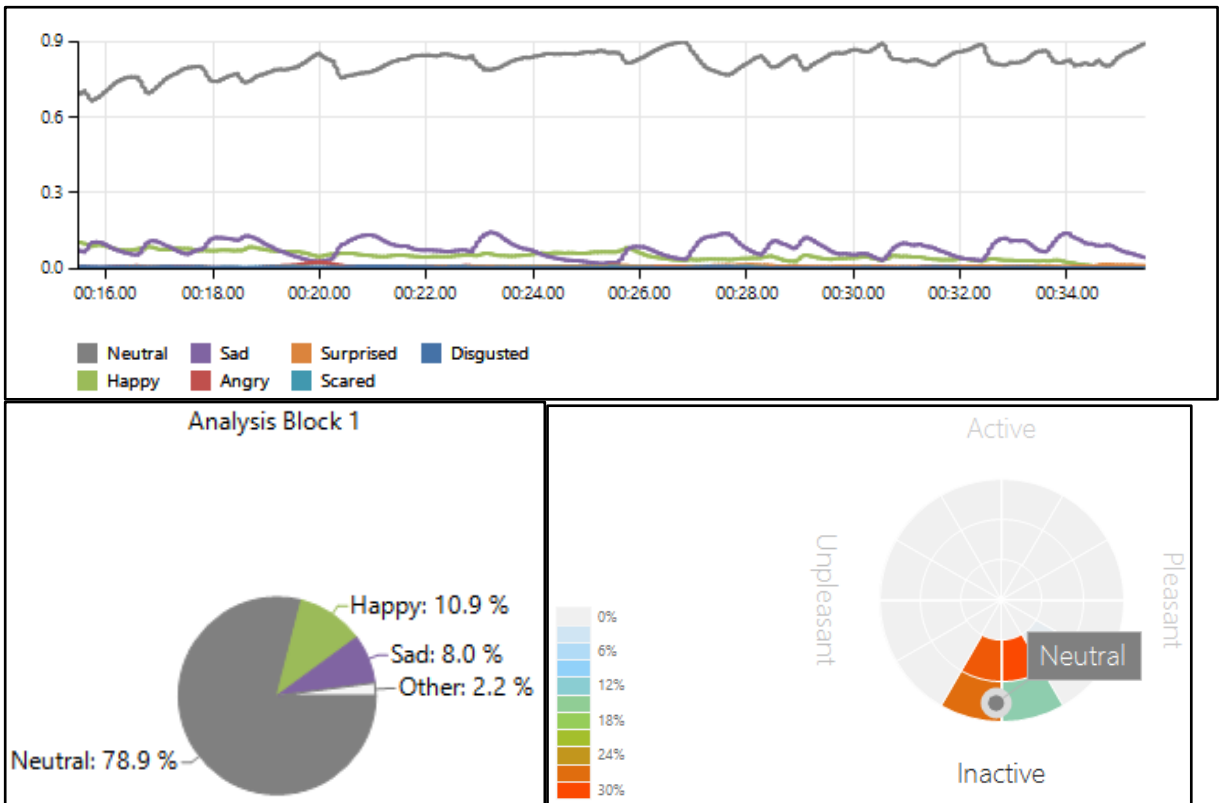 0.9
0.6
0.3
0.0
00:16.00 00:18.00 00:20.00 00:22.00 00:24.00 00:26.00 00:28.00 00:30.00 00:32.00 00:34.00
Neutral Sad Surprised Disgusted
Happy Angry Scared
Analysis Block 1
Happy: 10.9 %
Sad: 8.0 %
Other: 2.2 %
Neutral: 78.9 %
Active
Unpleasant
Pleasant
Neutral
Inactive
0%
6%
12%
18%
24%
30%